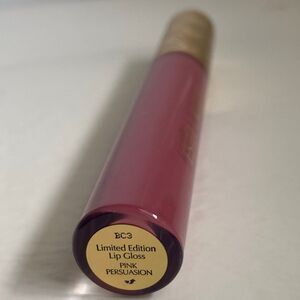 BC3
Limited Edition
Lip Gloss
PINK
PERSUASION